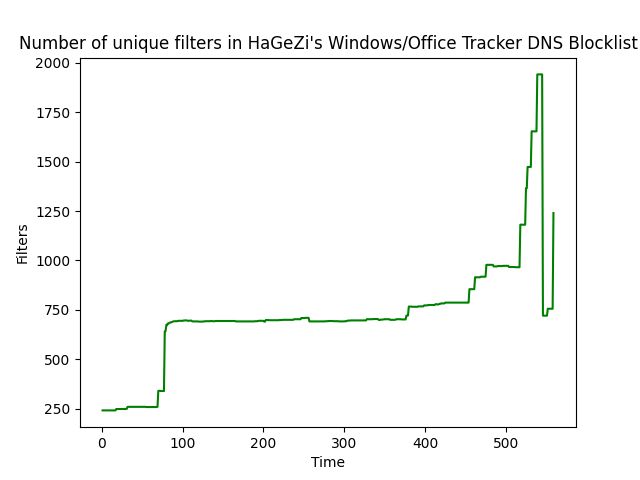 Number of unique filters in HaGeZi's Windows/Office Tracker DNS Blocklist
2000
1750
1500
1250
1000
750
500
250
Filters
0 100 200 300 400 500
Time